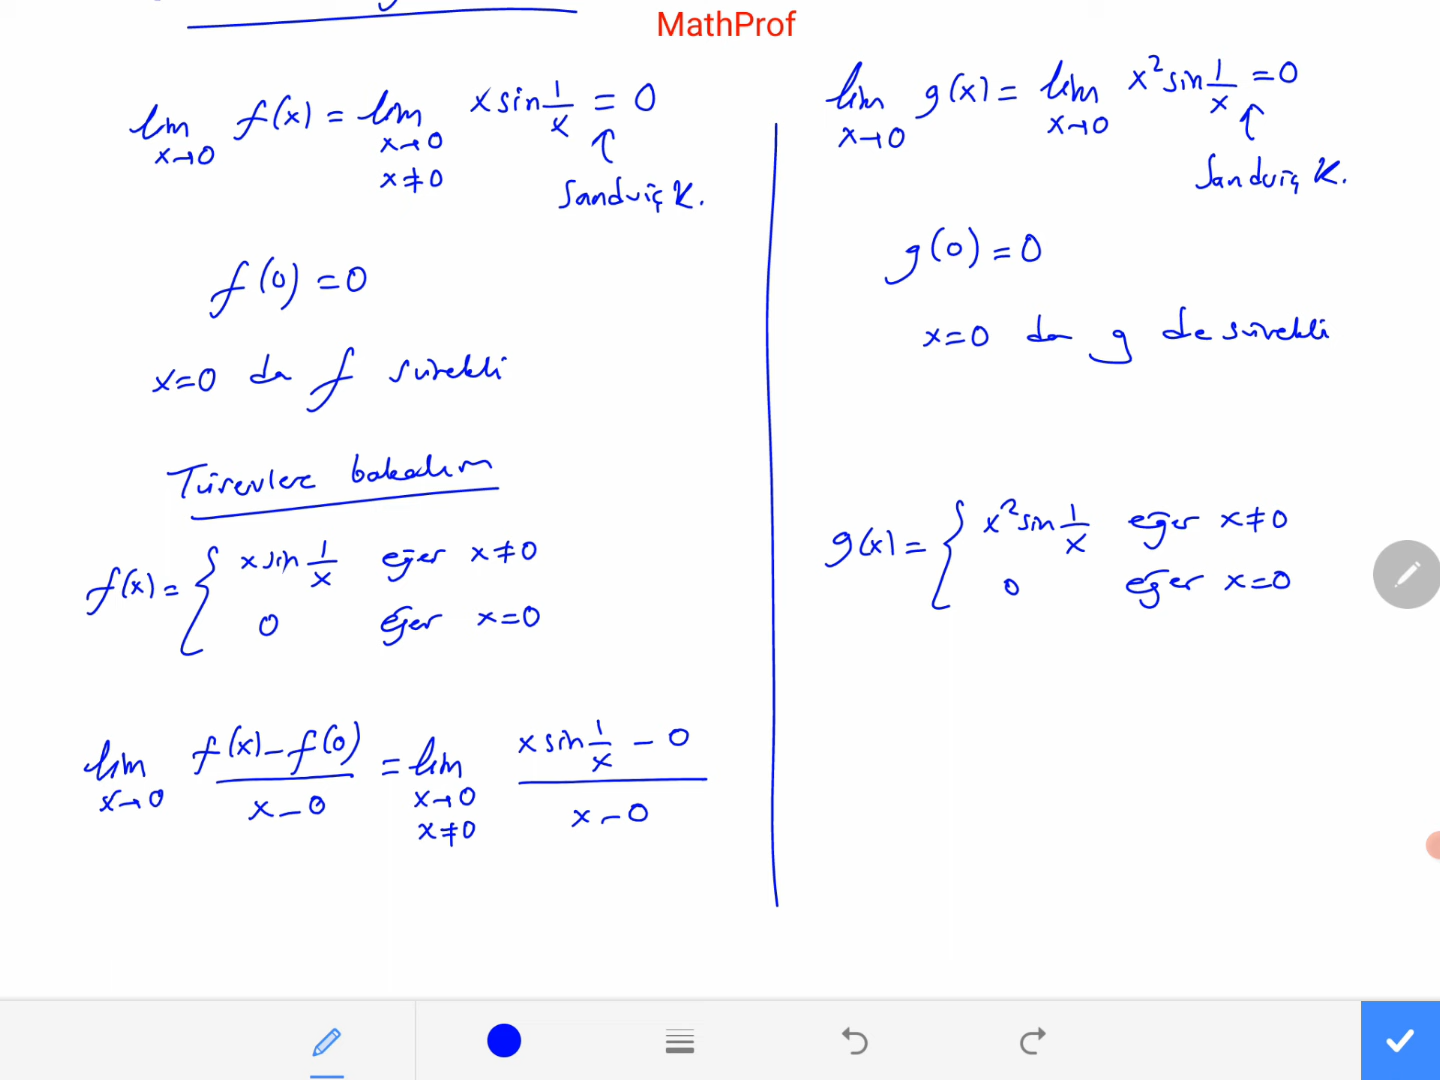 MathProf
lim x→0 f(x) = lim x→0 x≠0 x sin 1/x = 0
↑
Sandviç K.
f(0) = 0
x=0 da f sürekli
Türevlere bakalım
f(x) = { x sin 1/x eğer x≠0
0 eğer x=0
lim x→0 f(x)-f(0) / x-0 = lim x→0 x≠0 x sin 1/x - 0 / x-0
lim x→0 g(x) = lim x→0 x² sin 1/x = 0
↑
Sandviç K.
g(0) = 0
x=0 da g de sürekli
g(x) = { x² sin 1/x eğer x≠0
0 eğer x=0